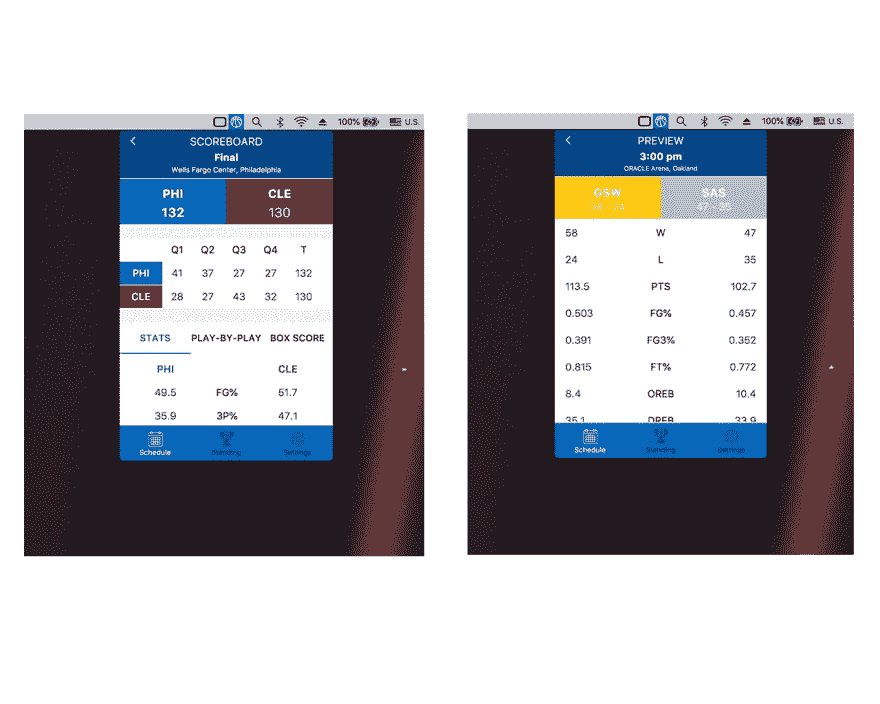 100% U.S.
SCOREBOARD
Final
Wells Fargo Center, Philadelphia
PHI CLE
132 130
Q1 Q2 Q3 Q4 T
PHI 41 37 27 27 132
CLE 28 27 43 32 130
STATS PLAY-BY-PLAY BOX SCORE
PHI CLE
49.5 FG% 51.7
35.9 3P% 47.1
Schedule Standing Settings
100% U.S.
PREVIEW
3:00 pm
ORACLE Arena, Oakland
GSW SAS
47 - 35
58 W 47
24 L 35
113.5 PTS 102.7
0.503 FG% 0.457
0.391 FG3% 0.352
0.815 FT% 0.772
8.4 OREB 10.4
35.1 DREB 33.9
Schedule Standing Settings